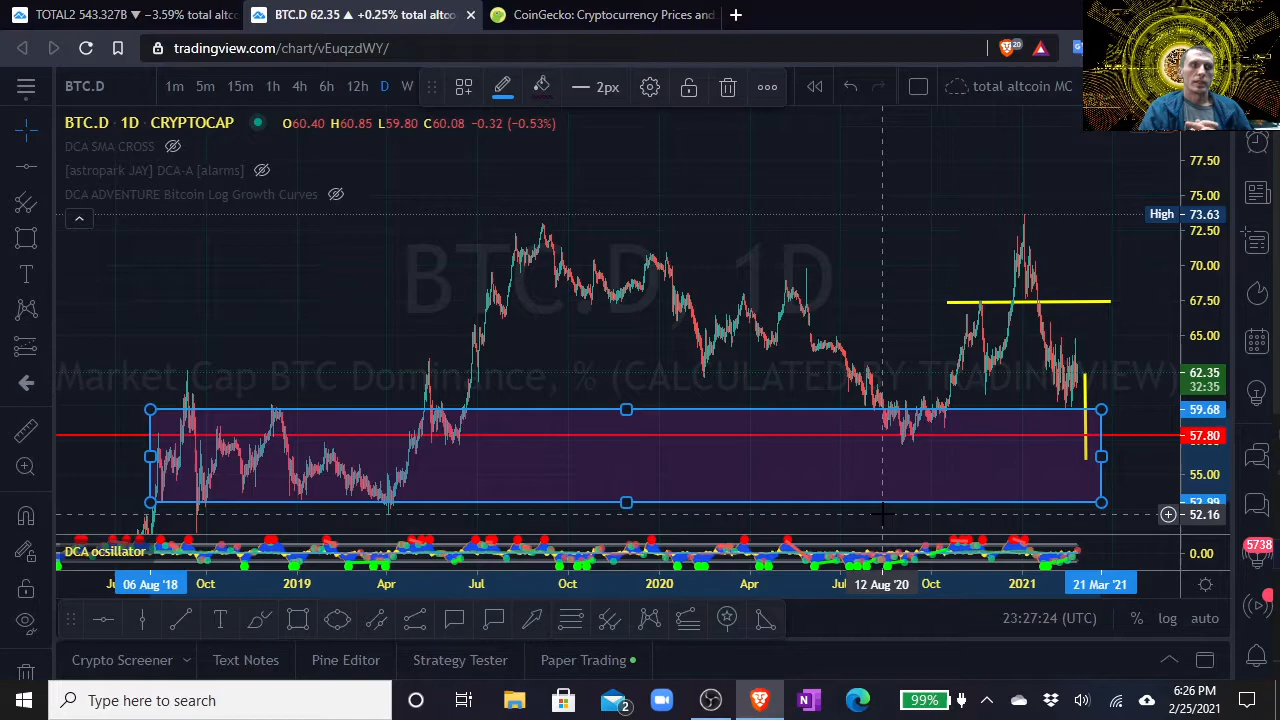 TOTAL2 543.327B ▼ −3.59% total altco
BTC.D 62.35 ▲ +0.25% total altco
CoinGecko: Cryptocurrency Prices and
tradingview.com/chart/vEuqzdWY/
20
BTC.D 1m 5m 15m 1h 4h 6h 12h D W 2px total altcoin MC
BTC.D · 1D · CRYPTOCAP O60.40 H60.85 L59.80 C60.08 −0.32 (−0.53%)
DCA SMA CROSS
[astropark JAY] DCA-A [alarms]
DCA ADVENTURE Bitcoin Log Growth Curves
BTC.D, 1D
Market Cap BTC Dominance, % (CALCULATED BY TRADINGVIEW)
77.50
75.00
High 73.63
72.50
70.00
67.50
65.00
62.35
32:35
59.68
57.80
55.00
52.99
52.16
DCA ocsillator 0.00
5738
06 Aug '18 Oct 2019 Apr Jul Oct 2020 Apr Jul 12 Aug '20 Oct 2021 21 Mar '21
23:27:24 (UTC) % log auto
Crypto Screener Text Notes Pine Editor Strategy Tester Paper Trading
Type here to search
2
99%
6:26 PM
2/25/2021